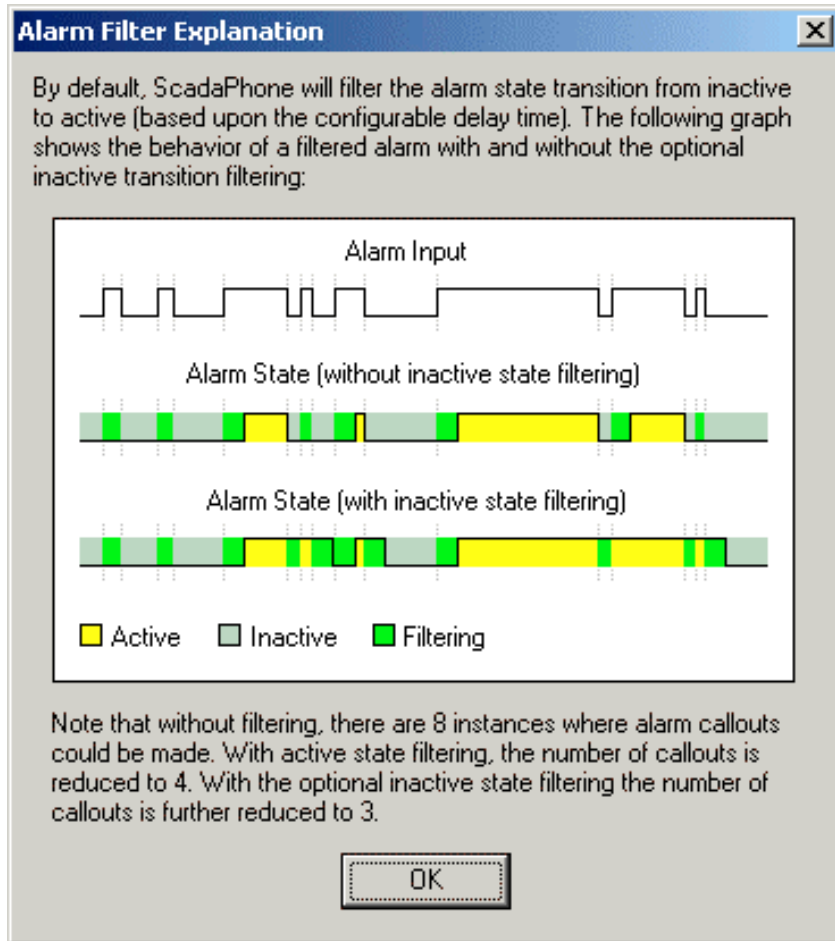 Alarm Filter Explanation
By default, ScadaPhone will filter the alarm state transition from inactive
to active (based upon the configurable delay time). The following graph
shows the behavior of a filtered alarm with and without the optional
inactive transition filtering:
Alarm Input
Alarm State (without inactive state filtering)
Alarm State (with inactive state filtering)
Active Inactive Filtering
Note that without filtering, there are 8 instances where alarm callouts
could be made. With active state filtering, the number of callouts is
reduced to 4. With the optional inactive state filtering the number of
callouts is further reduced to 3.
OK